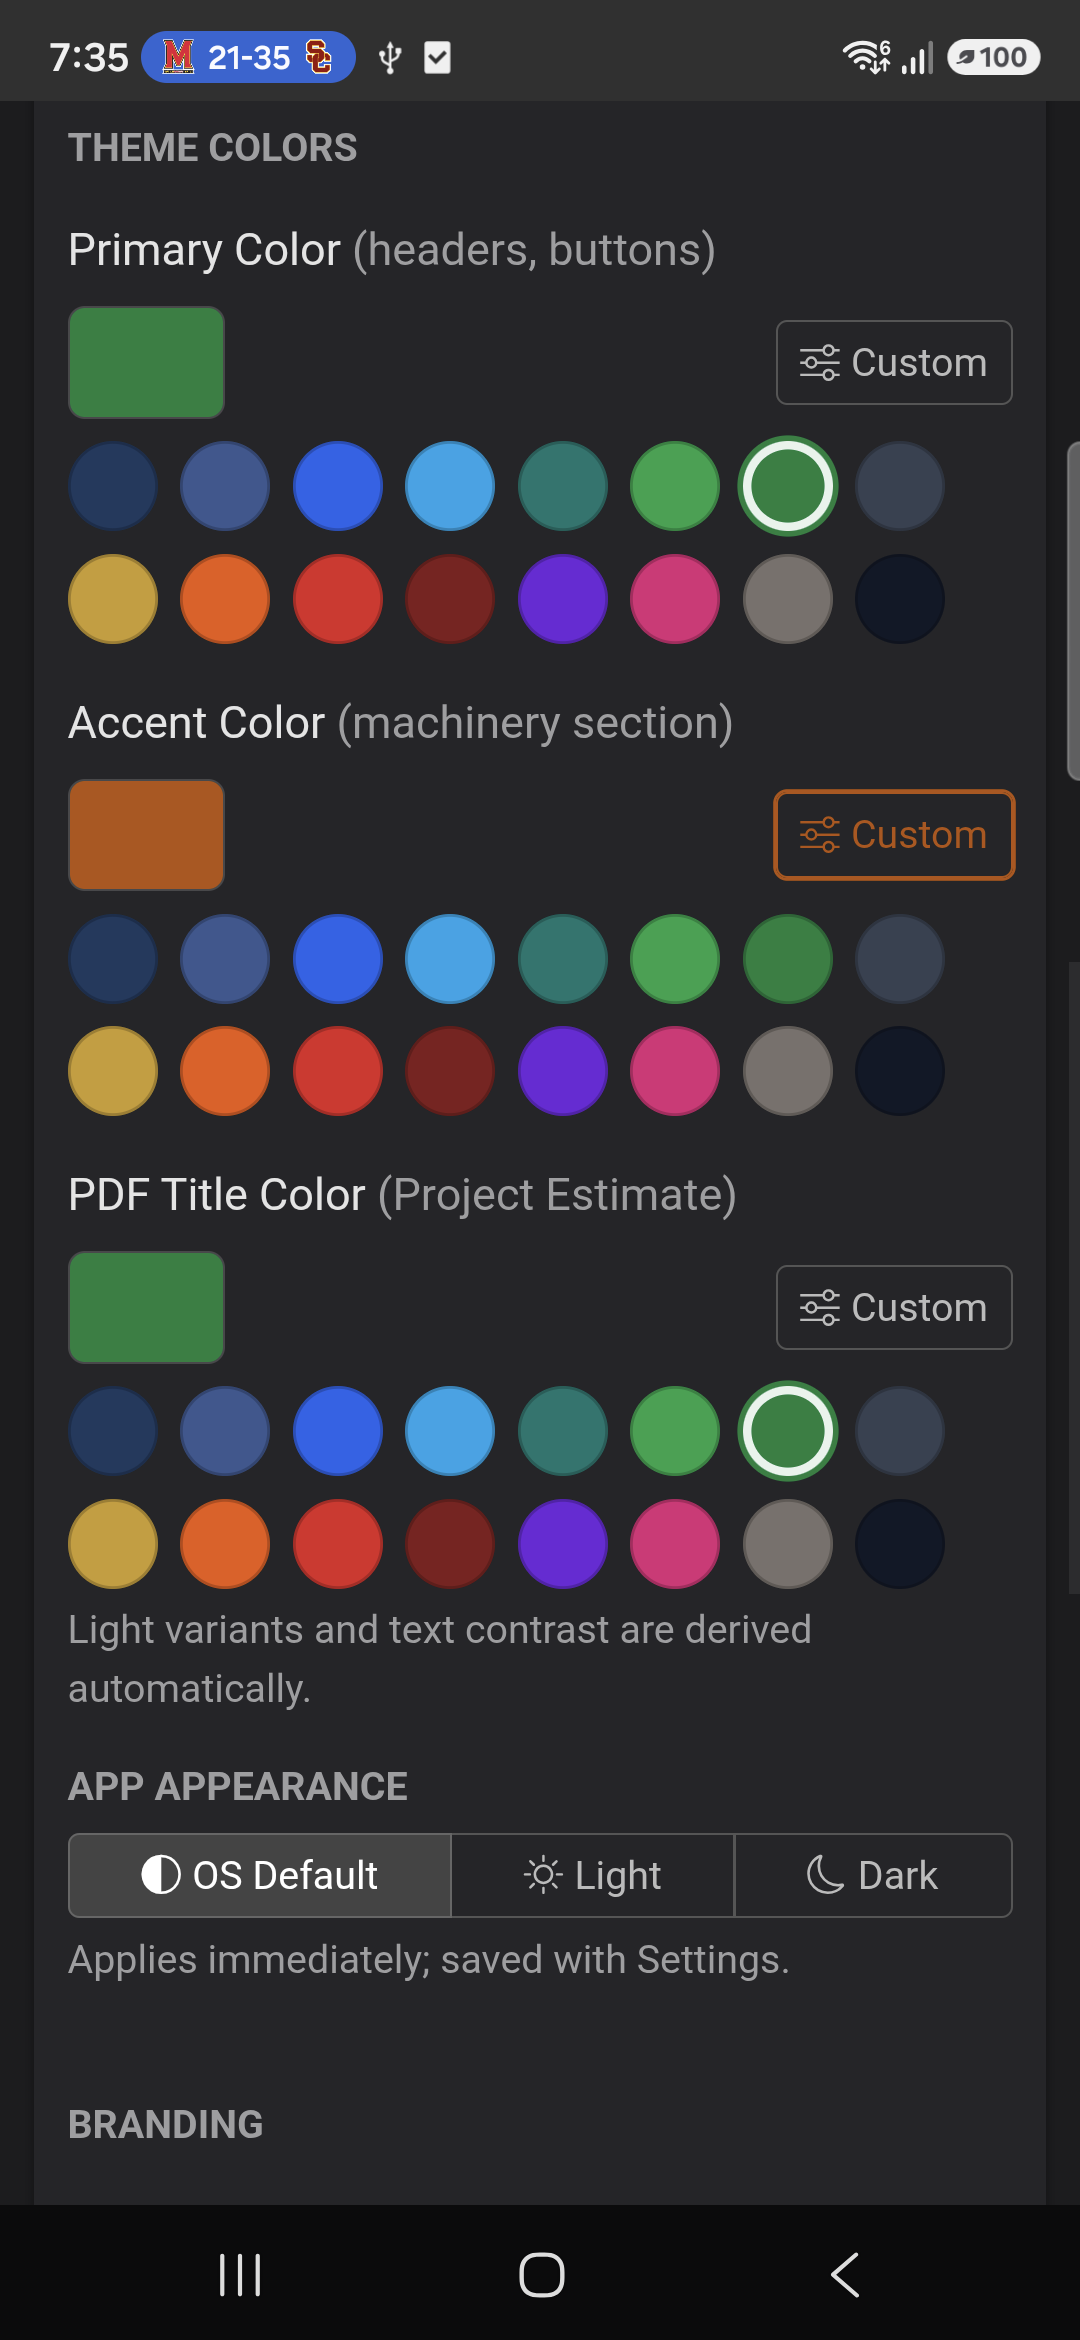 7:35 M 21-35 SC 6 100
THEME COLORS
Primary Color (headers, buttons)
Custom
Accent Color (machinery section)
Custom
PDF Title Color (Project Estimate)
Custom
Light variants and text contrast are derived
automatically.
APP APPEARANCE
OS Default Light Dark
Applies immediately; saved with Settings.
BRANDING